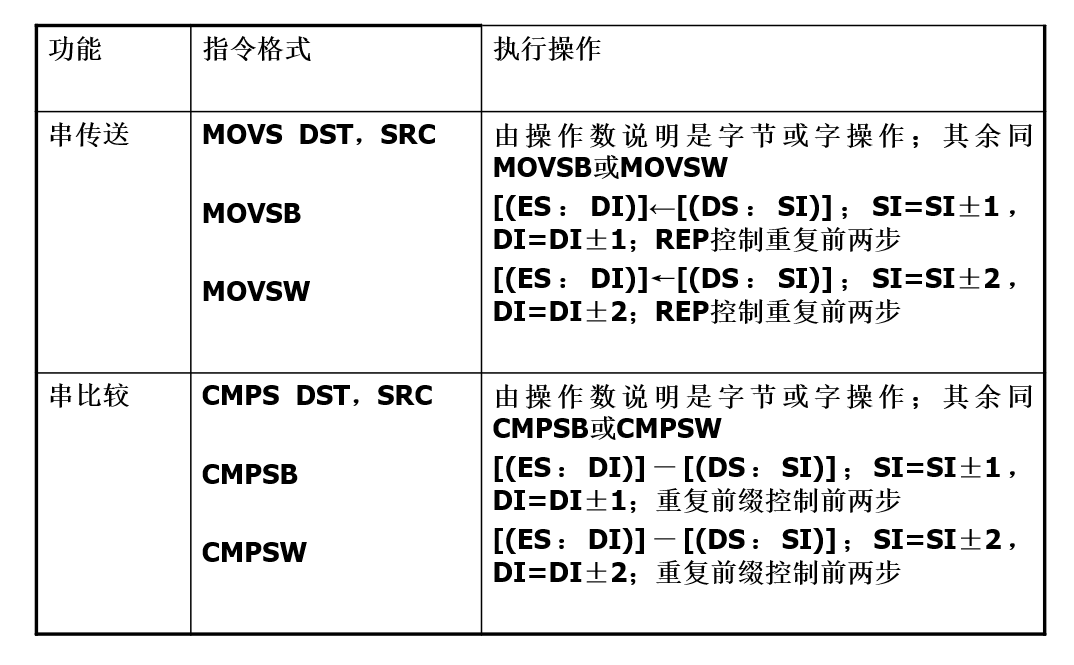 功能
指令格式
执行操作
串传送
MOVS DST，SRC
由操作数说明是字节或字操作；其余同
MOVSB或MOVSW
MOVSB
[(ES：DI)]←[(DS：SI)]；SI=SI±1，
DI=DI±1；REP控制重复前两步
MOVSW
[(ES：DI)]←[(DS：SI)]；SI=SI±2，
DI=DI±2；REP控制重复前两步
串比较
CMPS DST，SRC
由操作数说明是字节或字操作；其余同
CMPSB或CMPSW
CMPSB
[(ES：DI)]－[(DS：SI)]；SI=SI±1，
DI=DI±1；重复前缀控制前两步
CMPSW
[(ES：DI)]－[(DS：SI)]；SI=SI±2，
DI=DI±2；重复前缀控制前两步